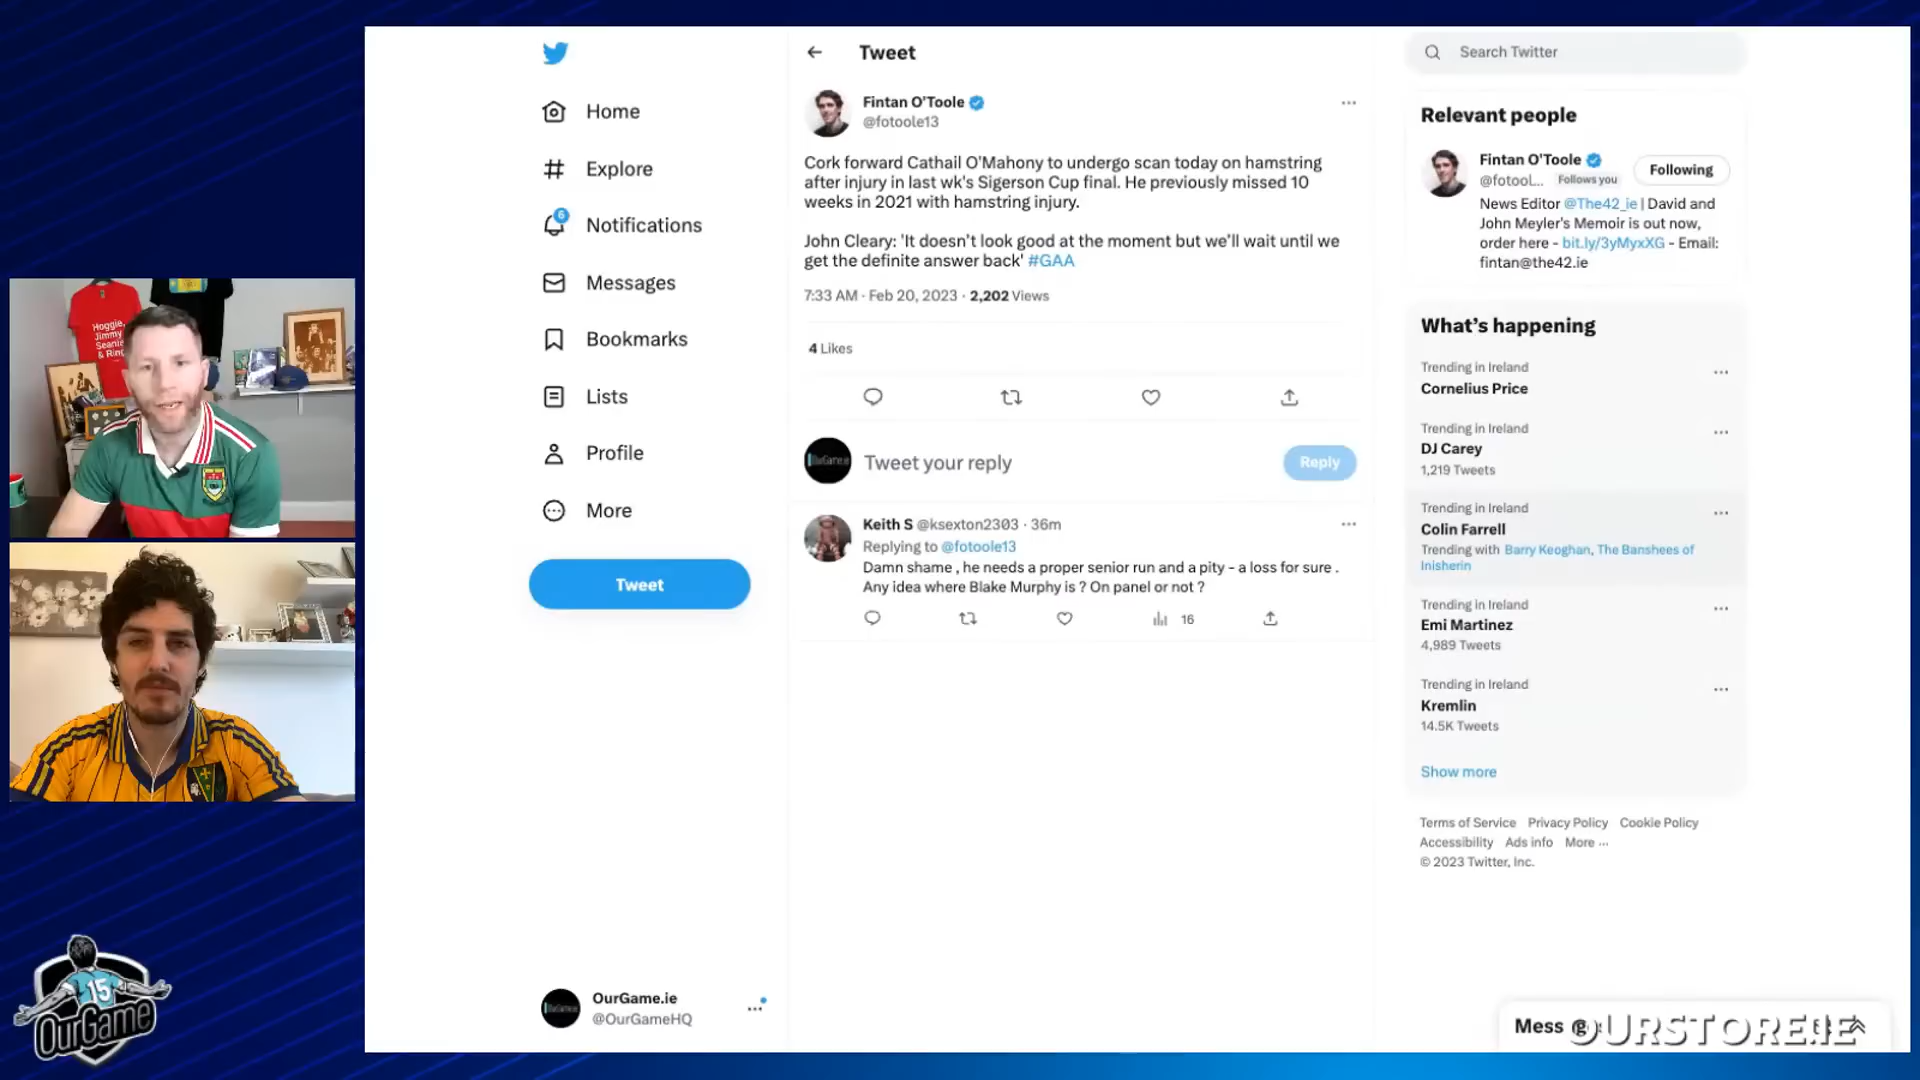 Tweet
Search Twitter
Home
Explore
6
Notifications
Messages
Bookmarks
Lists
Profile
More
Tweet
OurGame.ie
@OurGameHQ
Fintan O'Toole
@fotoole13
Cork forward Cathail O'Mahony to undergo scan today on hamstring
after injury in last wk's Sigerson Cup final. He previously missed 10
weeks in 2021 with hamstring injury.
John Cleary: 'It doesn't look good at the moment but we'll wait until we
get the definite answer back' #GAA
7:33 AM · Feb 20, 2023 · 2,202 Views
4 Likes
Tweet your reply
Reply
Keith S @ksexton2303 · 36m
Replying to @fotoole13
Damn shame , he needs a proper senior run and a pity - a loss for sure .
Any idea where Blake Murphy is ? On panel or not ?
16
Relevant people
Fintan O'Toole
Following
@fotool... Follows you
News Editor @The42_ie | David and
John Meyler's Memoir is out now,
order here - bit.ly/3yMyxXG - Email:
fintan@the42.ie
What's happening
Trending in Ireland
Cornelius Price
Trending in Ireland
DJ Carey
1,219 Tweets
Trending in Ireland
Colin Farrell
Trending with Barry Keoghan, The Banshees of
Inisherin
Trending in Ireland
Emi Martinez
4,989 Tweets
Trending in Ireland
Kremlin
14.5K Tweets
Show more
Terms of Service Privacy Policy Cookie Policy
Accessibility Ads info More ...
© 2023 Twitter, Inc.
OURSTORE.IE
Hoggie,
Jimmy
Seanie
& Ring
15
OurGame